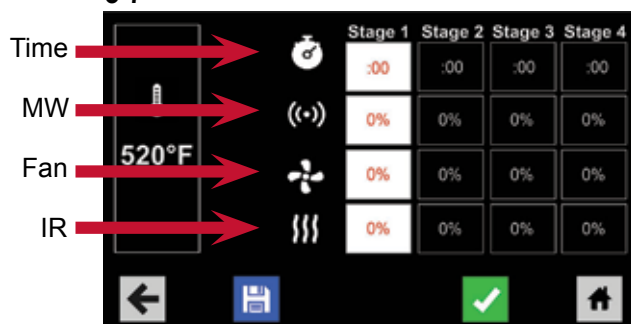 Stage 1 Stage 2 Stage 3 Stage 4
Time :00 :00 :00 :00
MW 0% 0% 0% 0%
520°F
Fan 0% 0% 0% 0%
IR 0% 0% 0% 0%